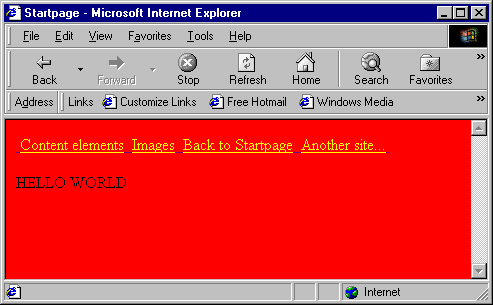 Startpage - Microsoft Internet Explorer
File Edit View Favorites Tools Help
Back Forward Stop Refresh Home Search Favorites »
Address Links Customize Links Free Hotmail Windows Media »
Content elements Images Back to Startpage Another site...
HELLO WORLD
Internet